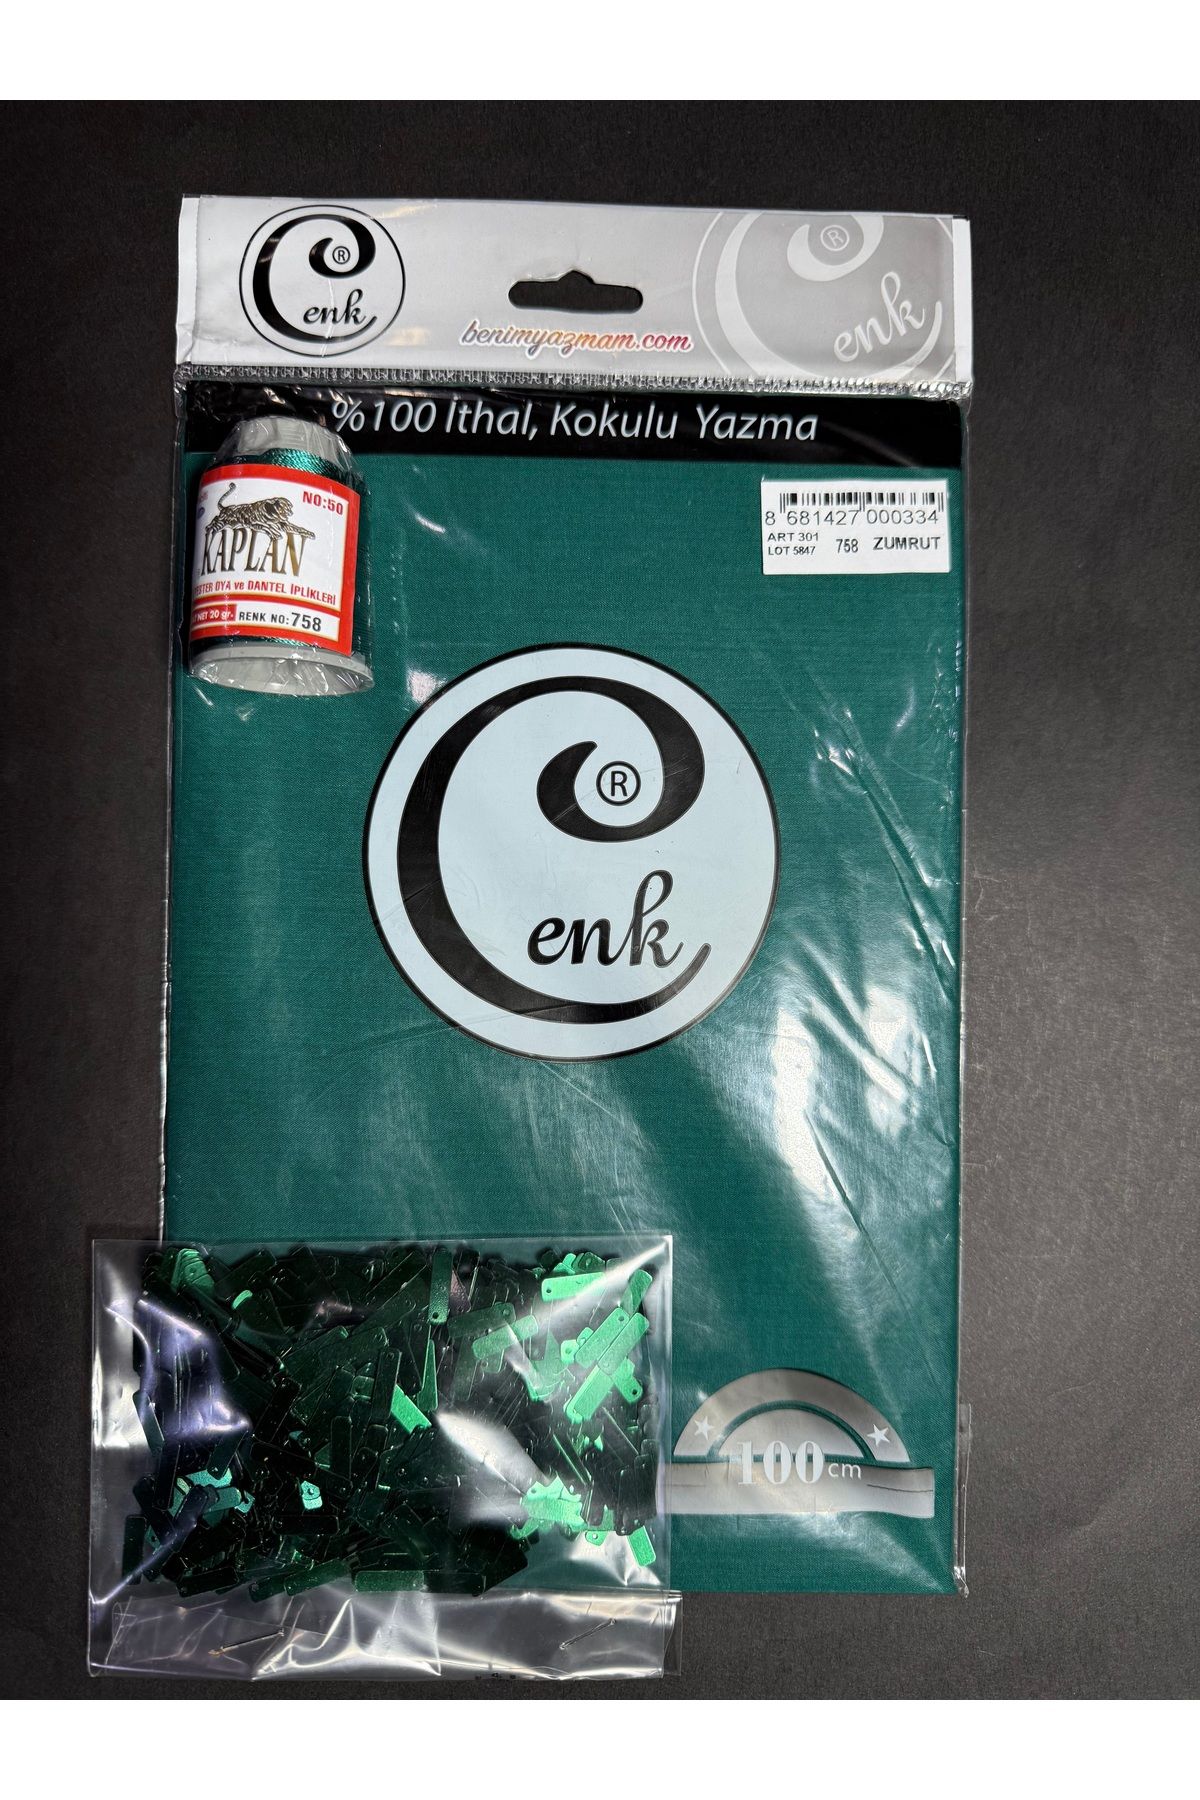 Cenk ®
benimyazmam.com
Cenk ®
%100 İthal, Kokulu Yazma
NO:50
KAPLAN
ESTER OYA ve DANTEL İPLİKLERİ
NET 20 gr. RENK NO:758
8 681427 000334
ART 301
LOT 5847 758 ZUMRUT
Cenk ®
100 cm